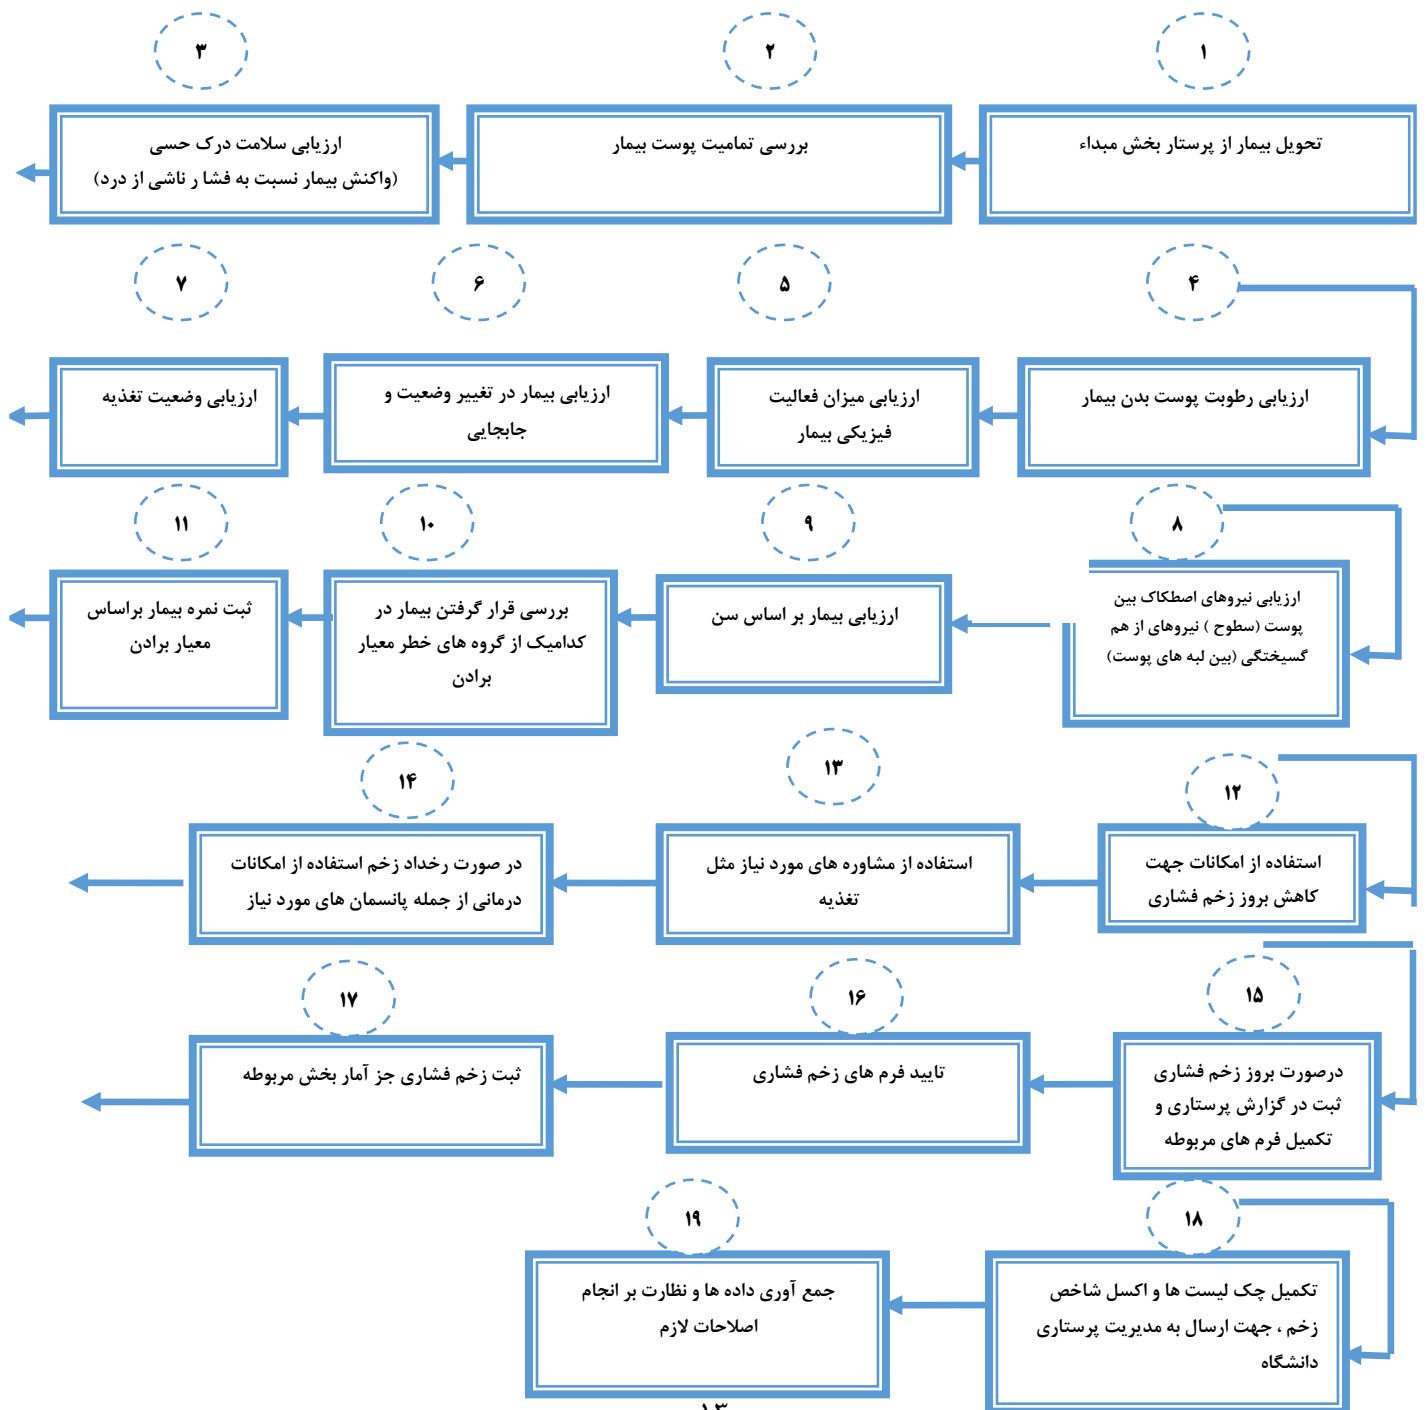 ۱
۲
۳
تحویل بیمار از پرستار بخش مبداء
بررسی تمامیت پوست بیمار
ارزیابی سلامت درک حسی
(واکنش بیمار نسبت به فشا ر ناشی از درد)
۴
۵
۶
۷
ارزیابی رطوبت پوست بدن بیمار
ارزیابی میزان فعالیت
فیزیکی بیمار
ارزیابی بیمار در تغییر وضعیت و
جابجایی
ارزیابی وضعیت تغذیه
۸
۹
۱۰
۱۱
ارزیابی نیروهای اصطکاک بین
پوست (سطوح ) نیروهای از هم
گسیختگی (بین لبه های پوست)
ارزیابی بیمار بر اساس سن
بررسی قرار گرفتن بیمار در
کدامیک از گروه های خطر معیار
برادن
ثبت نمره بیمار براساس
معیار برادن
۱۲
۱۳
۱۴
استفاده از امکانات جهت
کاهش بروز زخم فشاری
استفاده از مشاوره های مورد نیاز مثل
تغذیه
در صورت رخداد زخم استفاده از امکانات
درمانی از جمله پانسمان های مورد نیاز
۱۵
۱۶
۱۷
درصورت بروز زخم فشاری
ثبت در گزارش پرستاری و
تکمیل فرم های مربوطه
تایید فرم های زخم فشاری
ثبت زخم فشاری جز آمار بخش مربوطه
۱۸
۱۹
تکمیل چک لیست ها و اکسل شاخص
زخم ، جهت ارسال به مدیریت پرستاری
دانشگاه
جمع آوری داده ها و نظارت بر انجام
اصلاحات لازم
۱۳